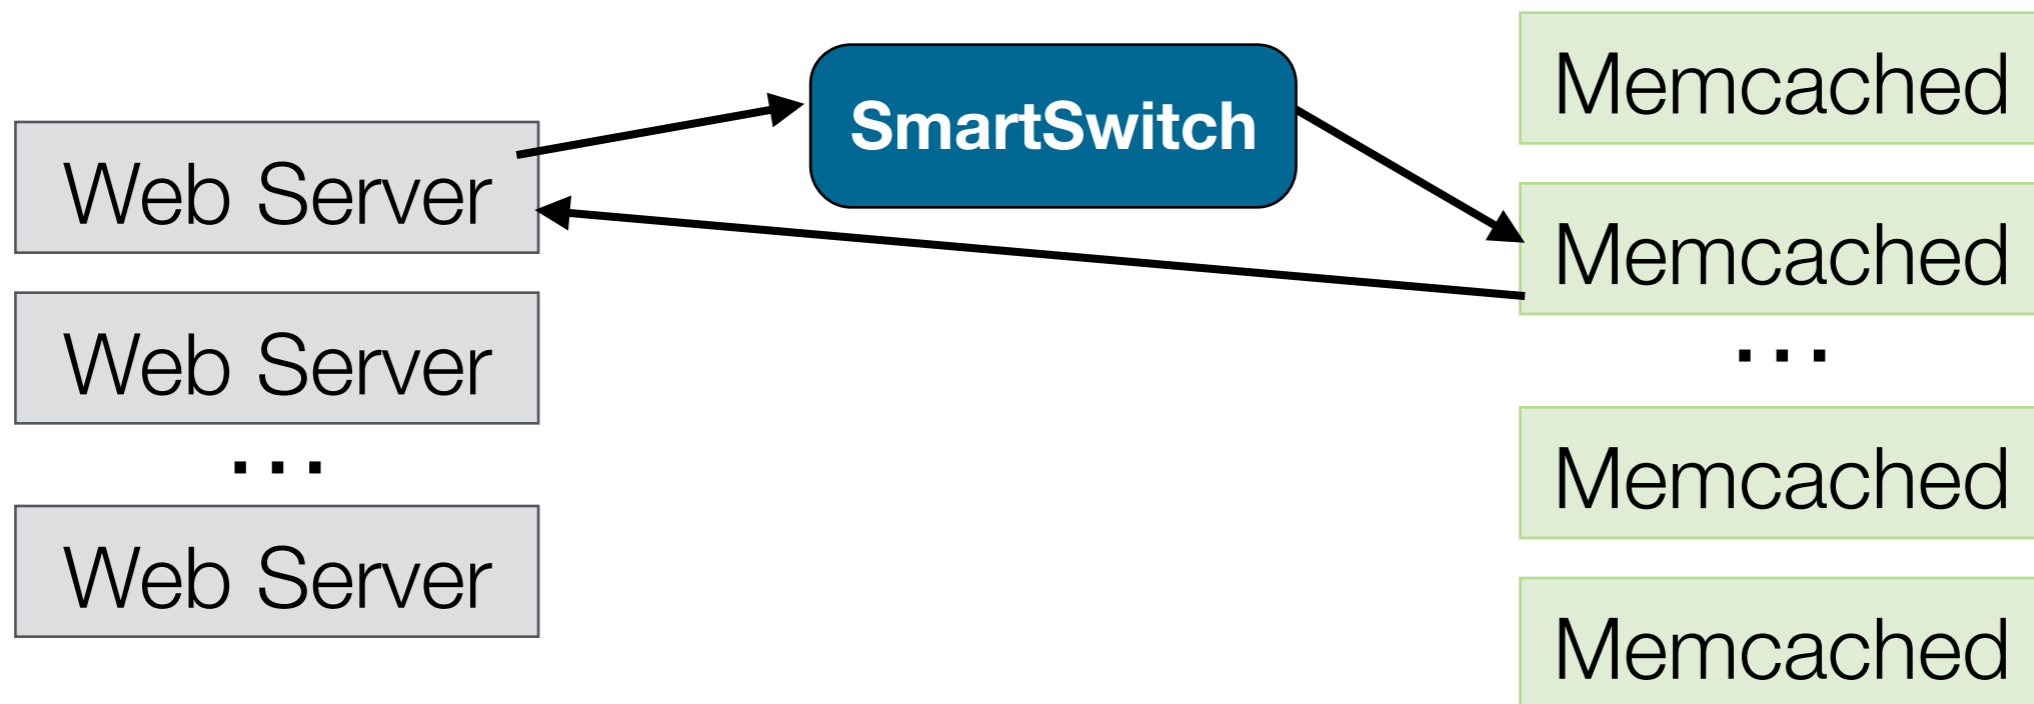 SmartSwitch
Web Server
Web Server
...
Web Server
Memcached
Memcached
...
Memcached
Memcached